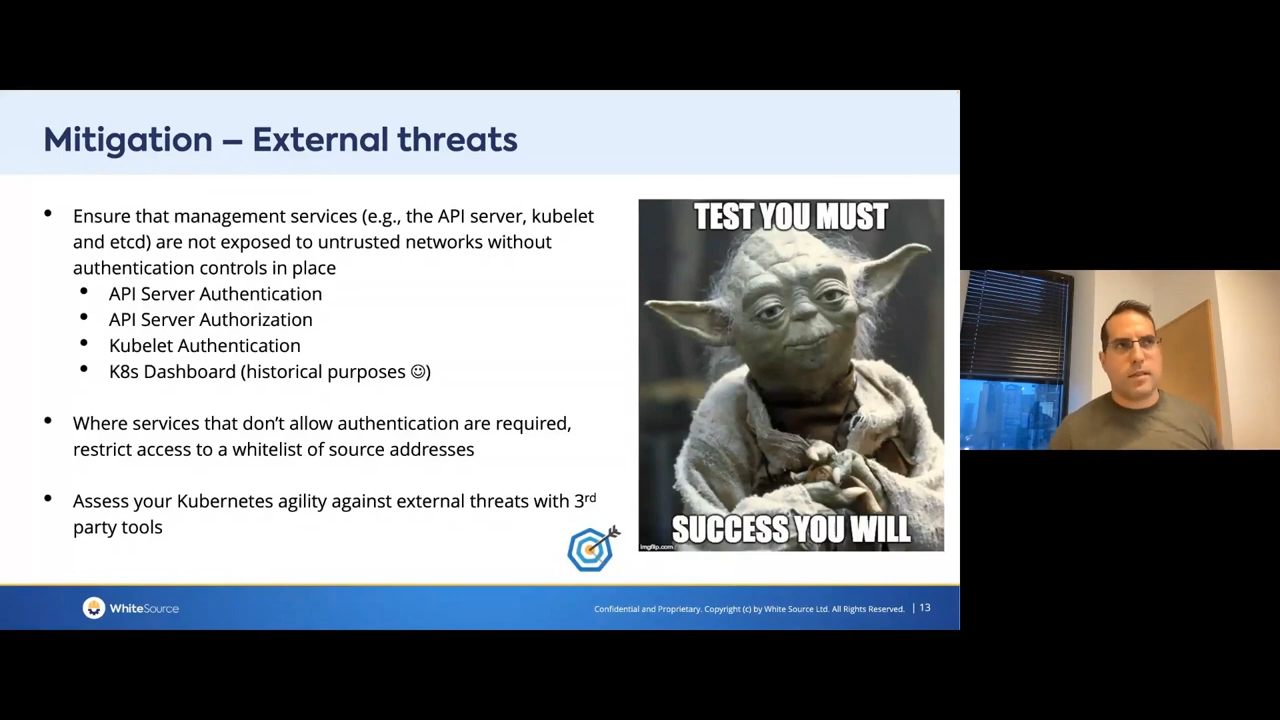 Mitigation – External threats
• Ensure that management services (e.g., the API server, kubelet
and etcd) are not exposed to untrusted networks without
authentication controls in place
• API Server Authentication
• API Server Authorization
• Kubelet Authentication
• K8s Dashboard (historical purposes ☺)
• Where services that don’t allow authentication are required,
restrict access to a whitelist of source addresses
• Assess your Kubernetes agility against external threats with 3rd
party tools
TEST YOU MUST
SUCCESS YOU WILL
imgflip.com
WhiteSource
Confidential and Proprietary. Copyright (c) by White Source Ltd. All Rights Reserved. | 13